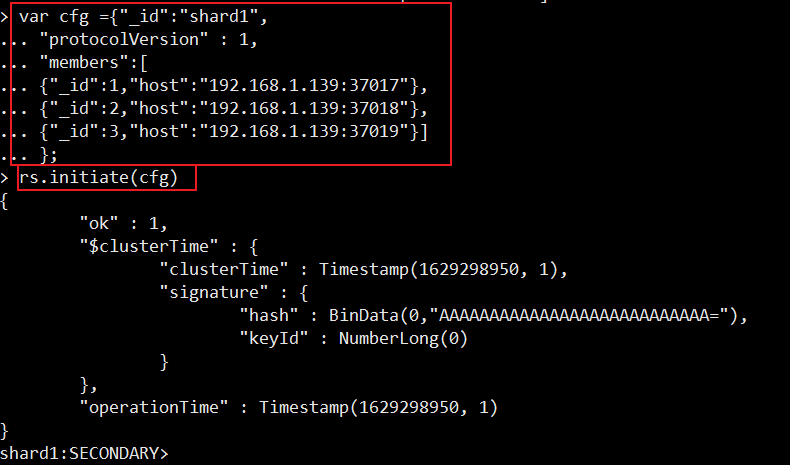 > var cfg ={"_id":"shard1",
... "protocolVersion" : 1,
... "members":[
... {"_id":1,"host":"192.168.1.139:37017"},
... {"_id":2,"host":"192.168.1.139:37018"},
... {"_id":3,"host":"192.168.1.139:37019"}]
... };
> rs.initiate(cfg)
{
        "ok" : 1,
        "$clusterTime" : {
                "clusterTime" : Timestamp(1629298950, 1),
                "signature" : {
                        "hash" : BinData(0,"AAAAAAAAAAAAAAAAAAAAAAAAAAA="),
                        "keyId" : NumberLong(0)
                }
        },
        "operationTime" : Timestamp(1629298950, 1)
}
shard1:SECONDARY>